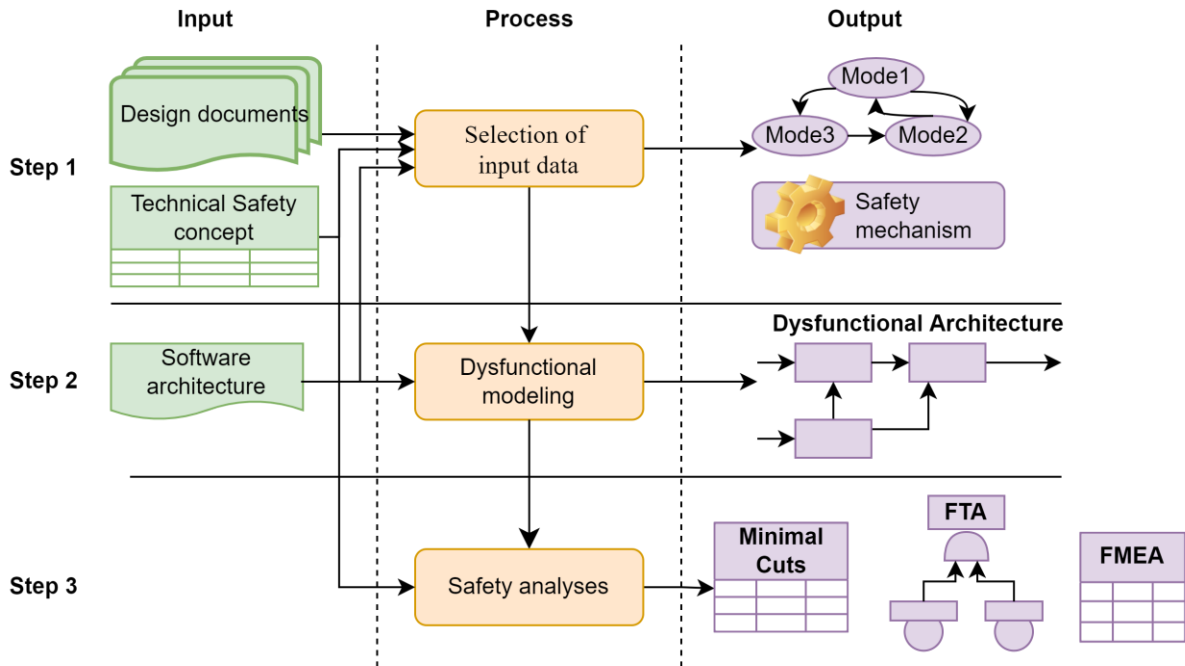 Input
Process
Output
Step 1
Design documents
Technical Safety
concept
Selection of
input data
Mode1
Mode3
Mode2
Safety
mechanism
Step 2
Software
architecture
Dysfunctional
modeling
Dysfunctional Architecture
Step 3
Safety analyses
Minimal
Cuts
FTA
FMEA